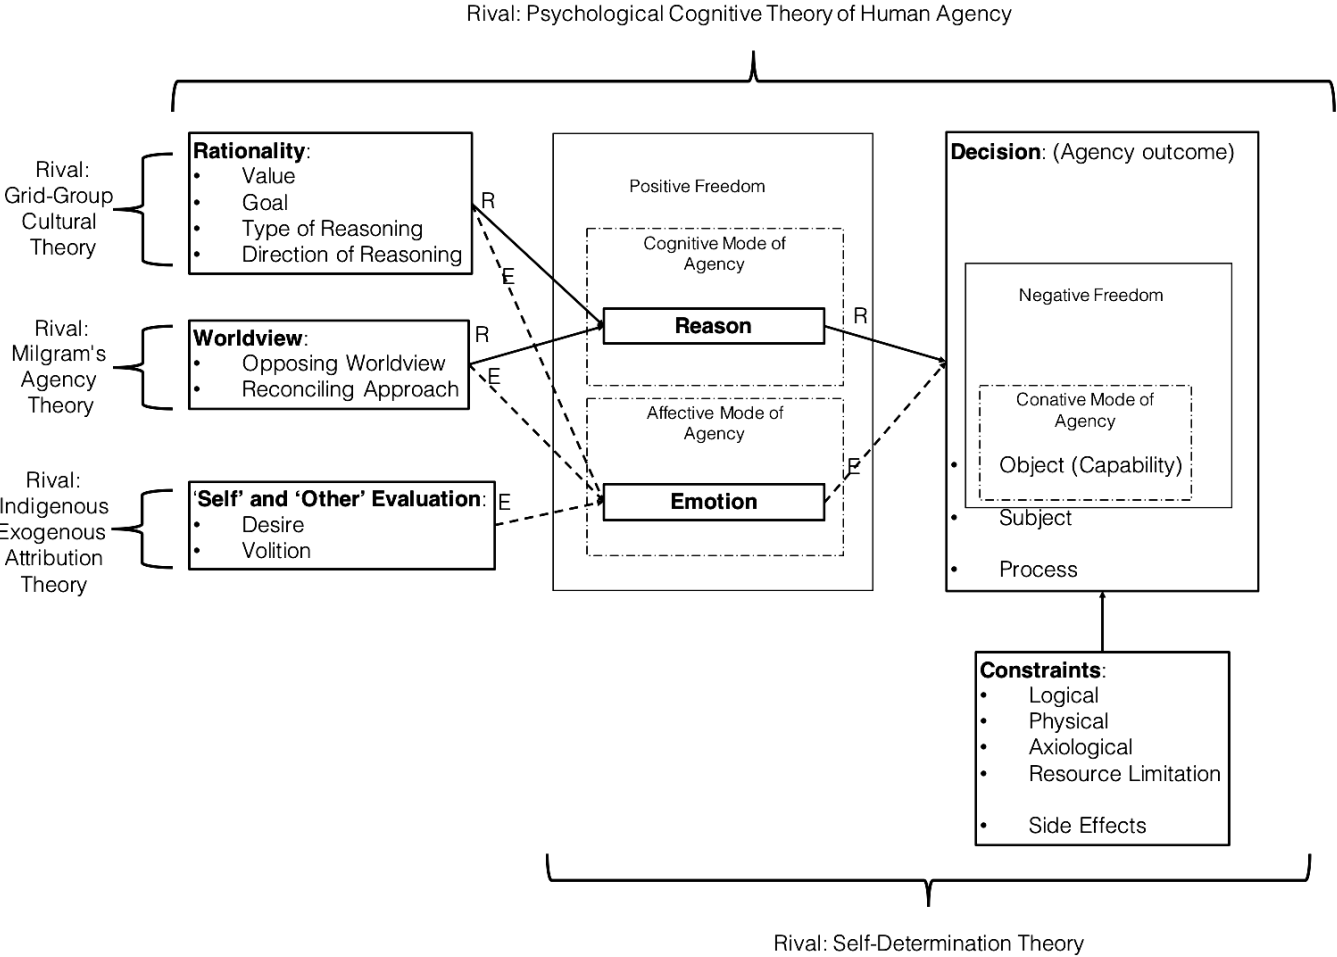 Rival: Psychological Cognitive Theory of Human Agency
Rival:
Grid-Group
Cultural
Theory
Rationality:
• Value
• Goal
• Type of Reasoning
• Direction of Reasoning
R
E
Rival:
Milgram's
Agency
Theory
Worldview:
• Opposing Worldview
• Reconciling Approach
R
E
Rival:
Indigenous
Exogenous
Attribution
Theory
'Self' and 'Other' Evaluation:
• Desire
• Volition
E
Positive Freedom
Cognitive Mode of
Agency
Reason
R
Affective Mode of
Agency
Emotion
E
Decision: (Agency outcome)
Negative Freedom
Conative Mode of
Agency
• Object (Capability)
• Subject
• Process
Constraints:
• Logical
• Physical
• Axiological
• Resource Limitation
• Side Effects
Rival: Self-Determination Theory